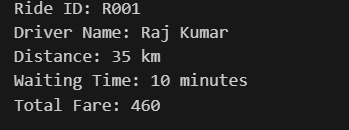 Ride ID: R001
Driver Name: Raj Kumar
Distance: 35 km
Waiting Time: 10 minutes
Total Fare: 460